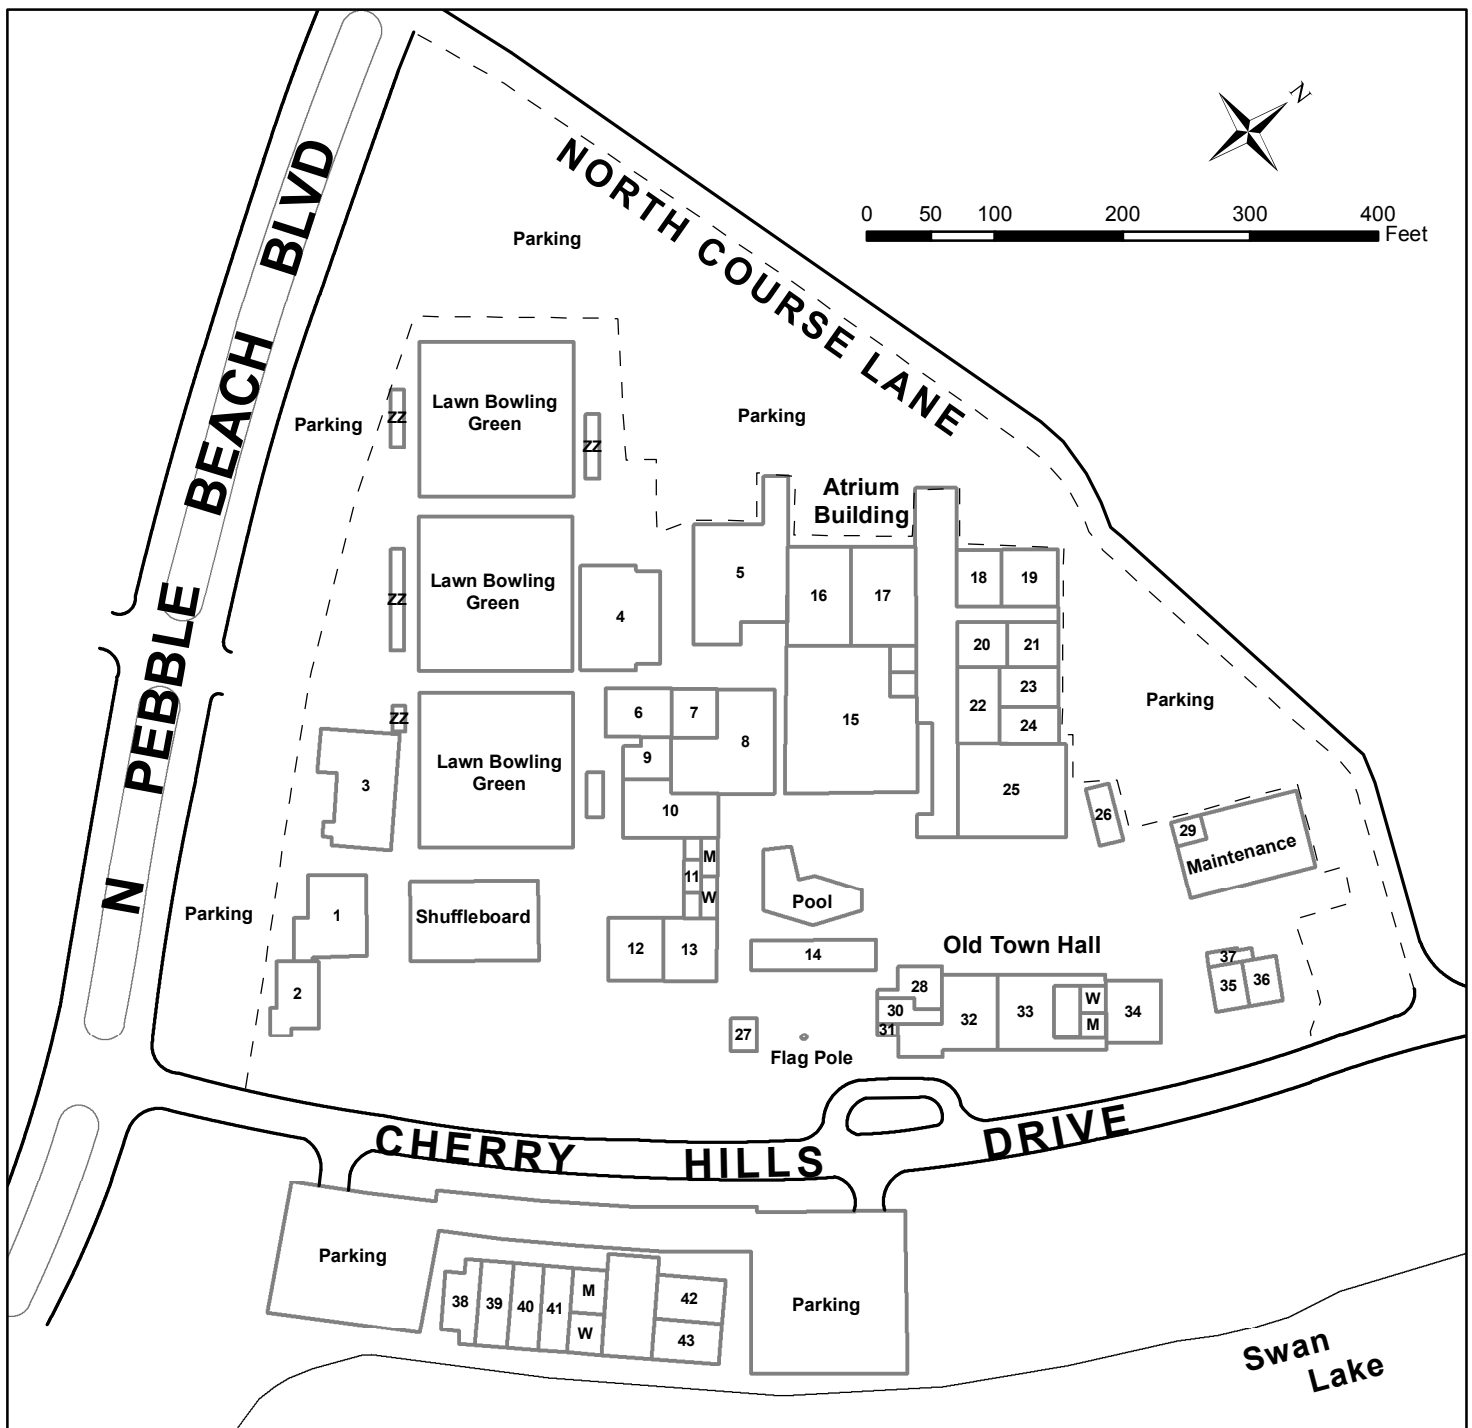 N
0 50 100 200 300 400
Feet
N PEBBLE BEACH BLVD
NORTH COURSE LANE
Parking
Parking
Parking
Lawn Bowling
Green
ZZ
ZZ
Atrium
Building
5
16
17
18
19
Lawn Bowling
Green
ZZ
4
20
21
22
23
24
Parking
ZZ
6
7
8
15
9
3
Lawn Bowling
Green
10
25
26
29
Maintenance
M
11
W
Pool
Parking
1
Shuffleboard
12
13
14
Old Town Hall
37
35
36
2
28
30
31
32
33
W
M
34
27
Flag Pole
CHERRY HILLS DRIVE
Parking
38
39
40
41
M
W
42
43
Parking
Swan
Lake